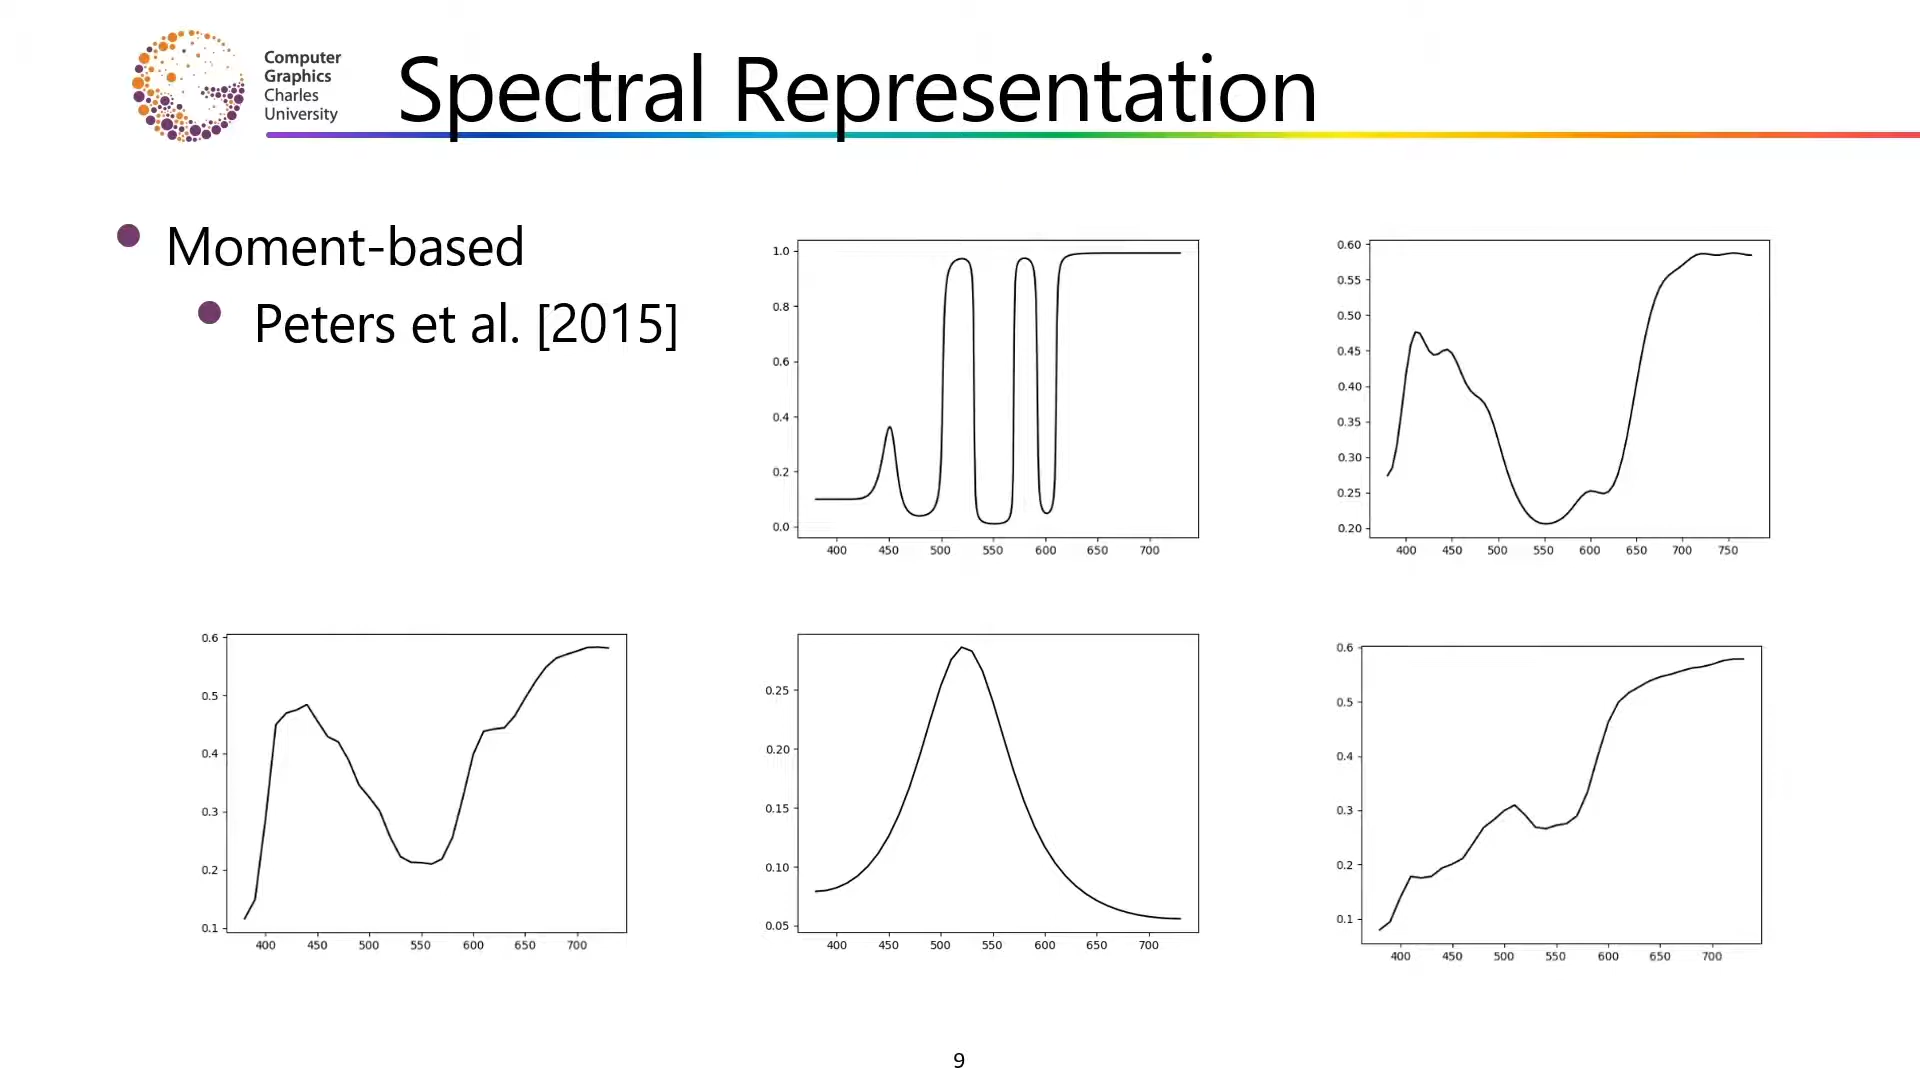 Computer
Graphics
Charles
University
Spectral Representation
Moment-based
Peters et al. [2015]
1.0
0.8
0.6
0.4
0.2
0.0
400 450 500 550 600 650 700
0.60
0.55
0.50
0.45
0.40
0.35
0.30
0.25
0.20
400 450 500 550 600 650 700 750
0.6
0.5
0.4
0.3
0.2
0.1
400 450 500 550 600 650 700
0.25
0.20
0.15
0.10
0.05
400 450 500 550 600 650 700
0.6
0.5
0.4
0.3
0.2
0.1
400 450 500 550 600 650 700
9